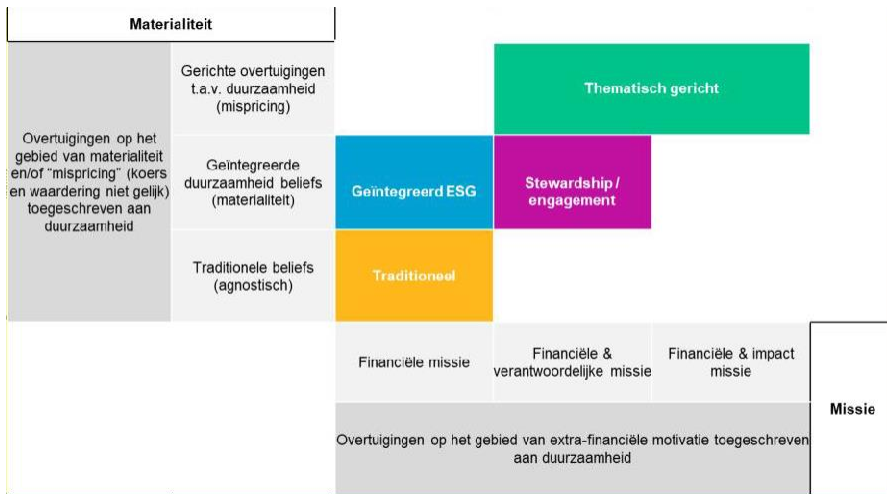 Materialiteit
Gerichte overtuigingen
t.a.v. duurzaamheid
(mispricing)
Thematisch gericht
Overtuigingen op het
gebied van materialiteit
en/of "mispricing" (koers
en waardering niet gelijk)
toegeschreven aan
duurzaamheid
Geïntegreerde
duurzaamheid beliefs
(materialiteit)
Geïntegreerd ESG
Stewardship /
engagement
Traditionele beliefs
(agnostisch)
Traditioneel
Financiële missie
Financiële &
verantwoordelijke missie
Financiële & impact
missie
Missie
Overtuigingen op het gebied van extra-financiële motivatie toegeschreven
aan duurzaamheid